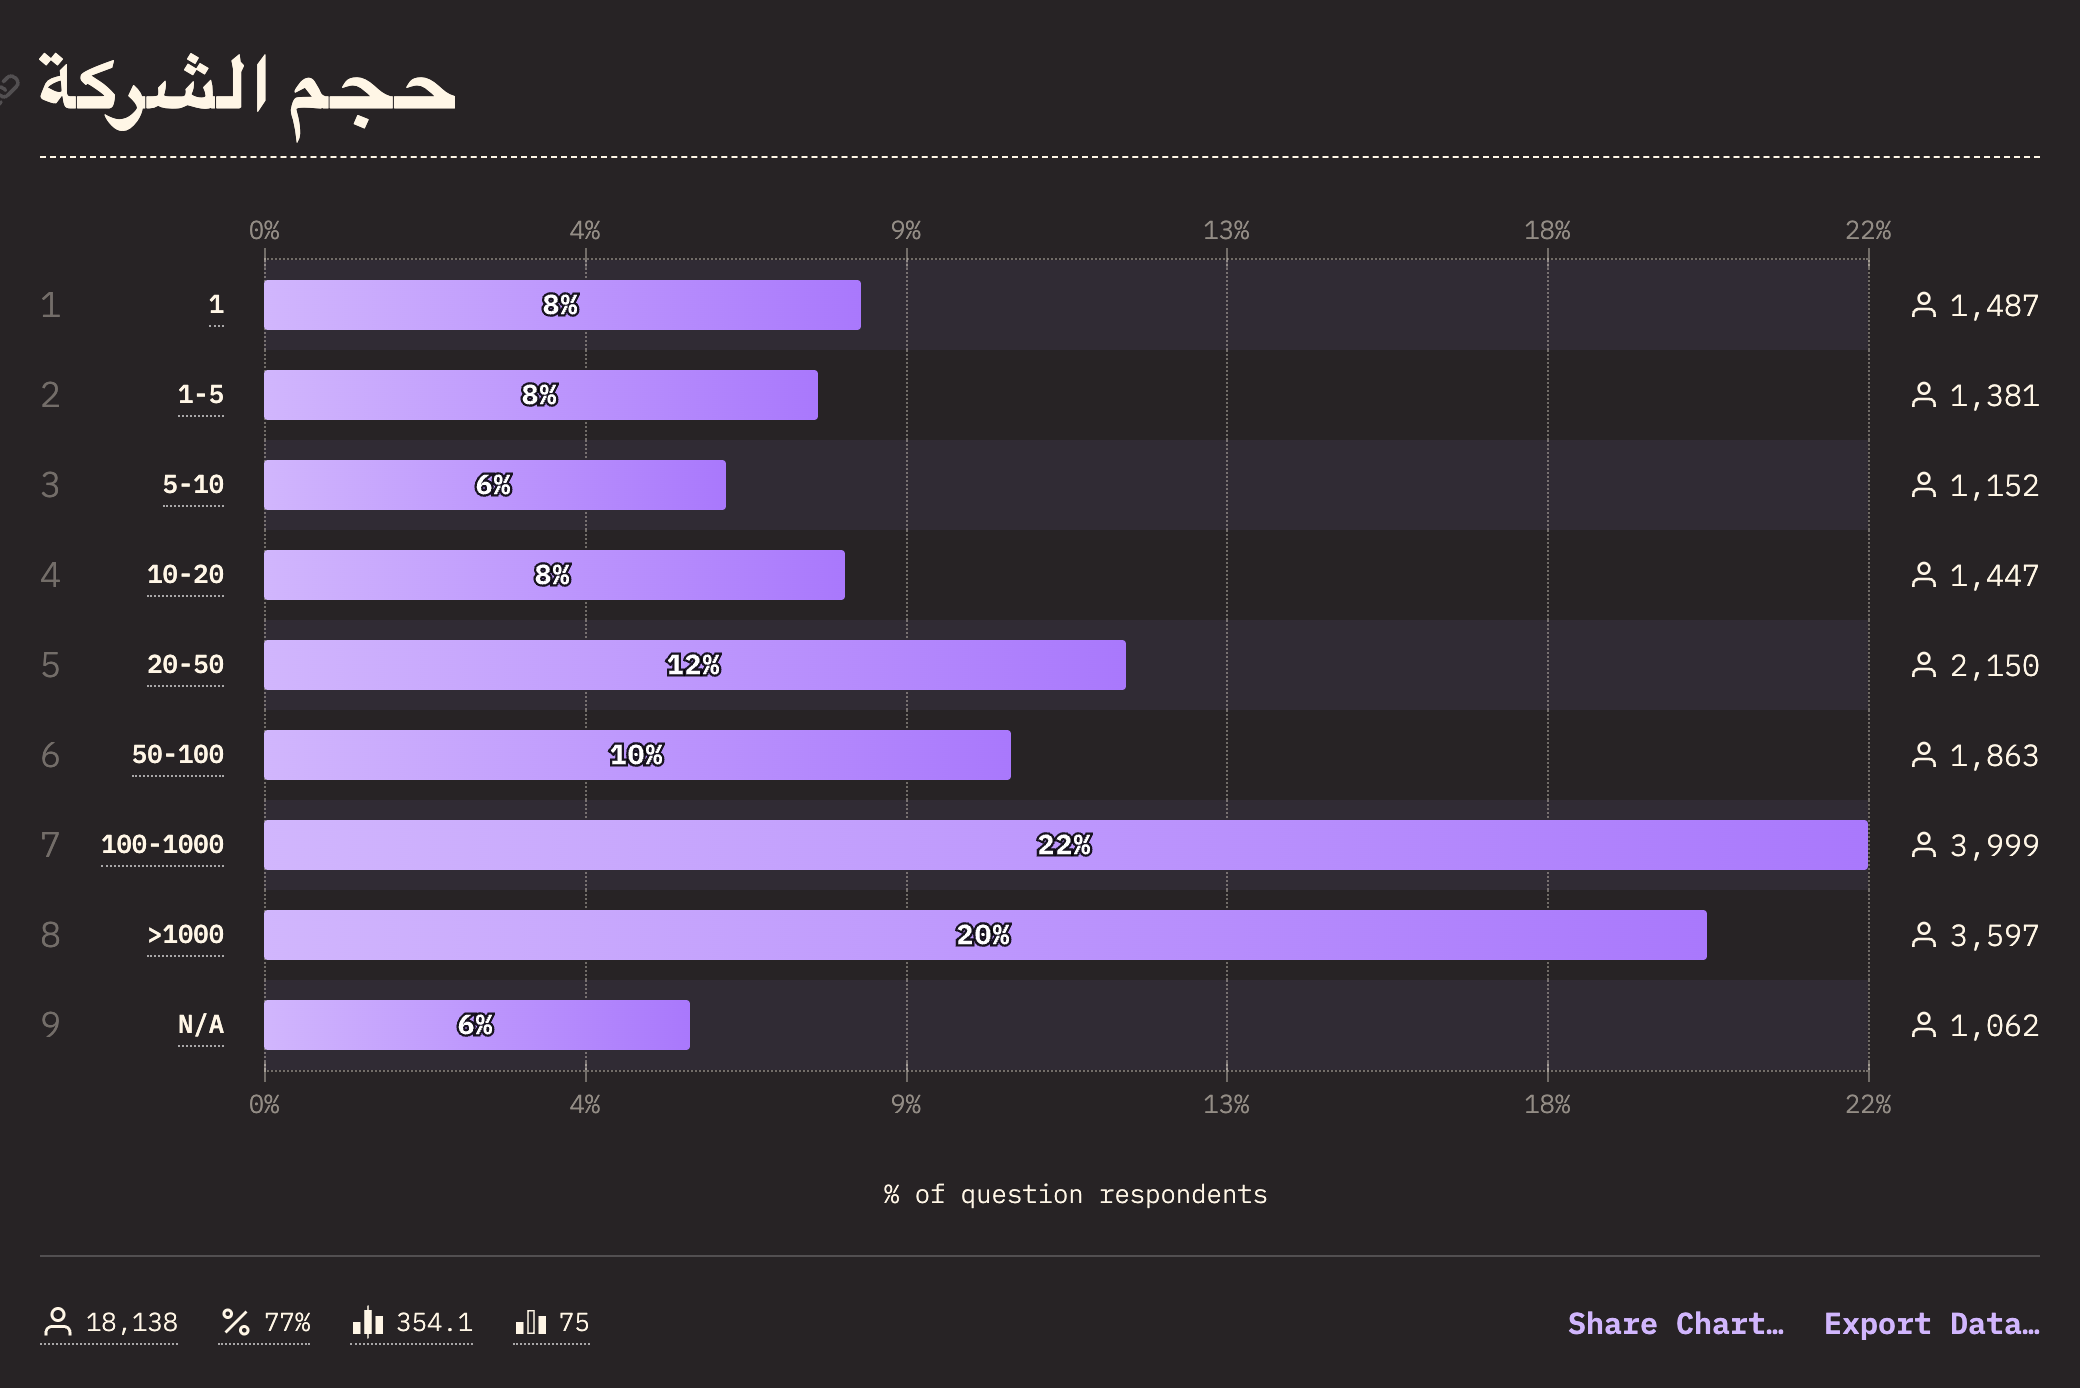 حجم الشركة
0% 4% 9% 13% 18% 22%
1 1 8% 1,487
2 1-5 8% 1,381
3 5-10 6% 1,152
4 10-20 8% 1,447
5 20-50 12% 2,150
6 50-100 10% 1,863
7 100-1000 22% 3,999
8 >1000 20% 3,597
9 N/A 6% 1,062
0% 4% 9% 13% 18% 22%
% of question respondents
18,138 77% 354.1 75 Share Chart… Export Data…